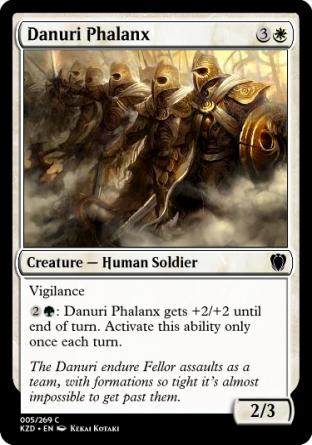 Danuri Phalanx 3
Creature — Human Soldier
Vigilance
2 : Danuri Phalanx gets +2/+2 until
end of turn. Activate this ability only
once each turn.
The Danuri endure Fellor assaults as a
team, with formations so tight it's almost
impossible to get past them.
2/3
005/269 C
KZD • EN Kekai Kotaki